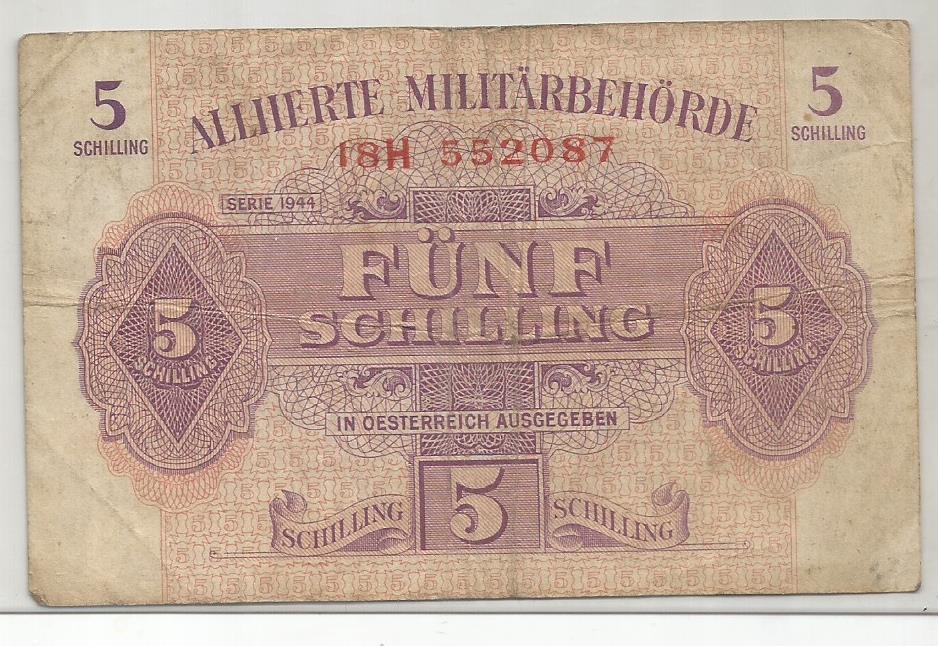 5 SCHILLING
5 SCHILLING
ALLIIERTE MILITÄRBEHÖRDE
18H 552087
SERIE 1944
FÜNF
SCHILLING
5 SCHILLING
5 SCHILLING
IN OESTERREICH AUSGEGEBEN
SCHILLING 5 SCHILLING